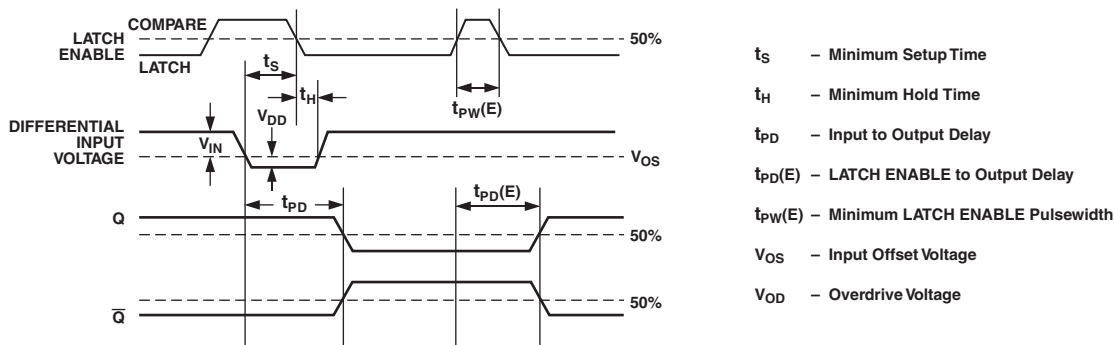 COMPARE
LATCH
ENABLE
LATCH
50%
tS
tH
tPW(E)
VDD
DIFFERENTIAL
INPUT
VOLTAGE
VIN
VOS
tPD
tPD(E)
Q
50%
Q̅
50%
tS – Minimum Setup Time
tH – Minimum Hold Time
tPD – Input to Output Delay
tPD(E) – LATCH ENABLE to Output Delay
tPW(E) – Minimum LATCH ENABLE Pulsewidth
VOS – Input Offset Voltage
VOD – Overdrive Voltage